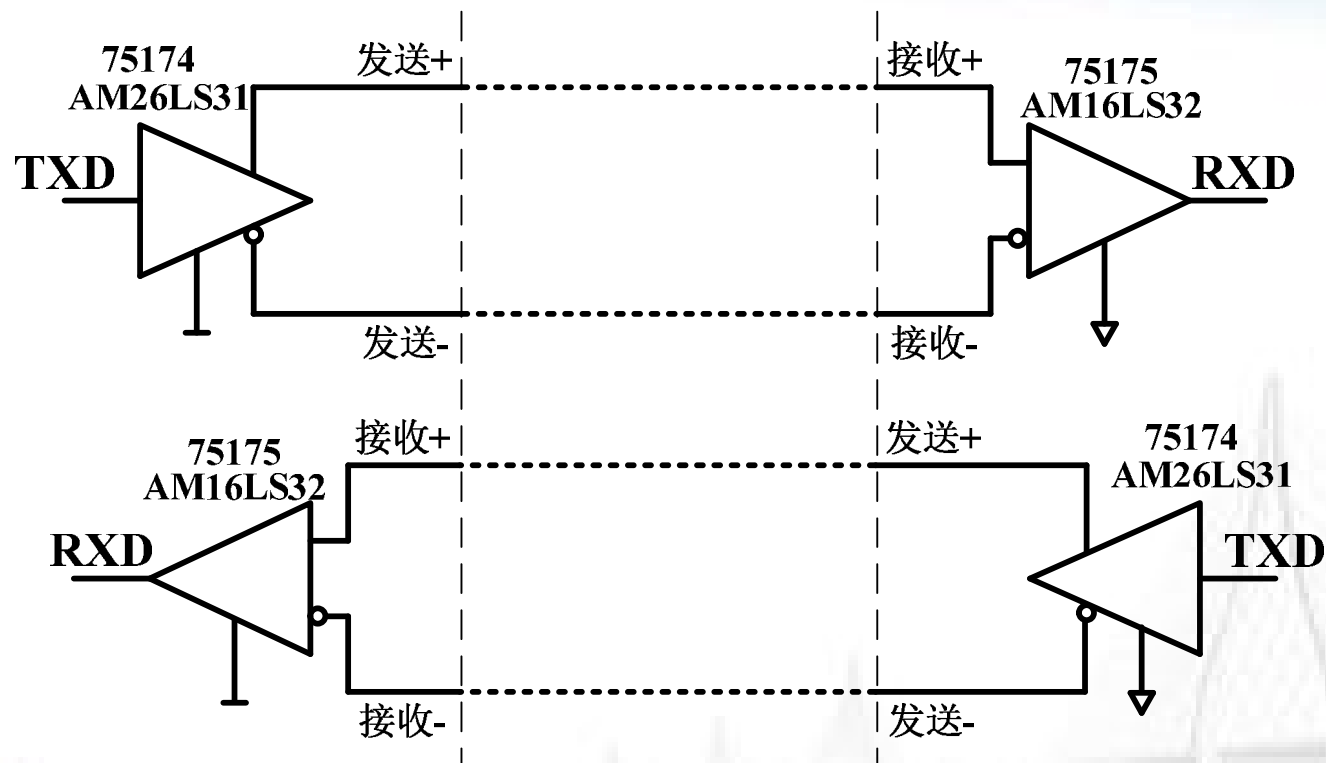 75174
AM26LS31
发送+
接收+
75175
AM16LS32
TXD
RXD
发送-
接收-
75175
AM16LS32
接收+
发送+
75174
AM26LS31
RXD
TXD
接收-
发送-